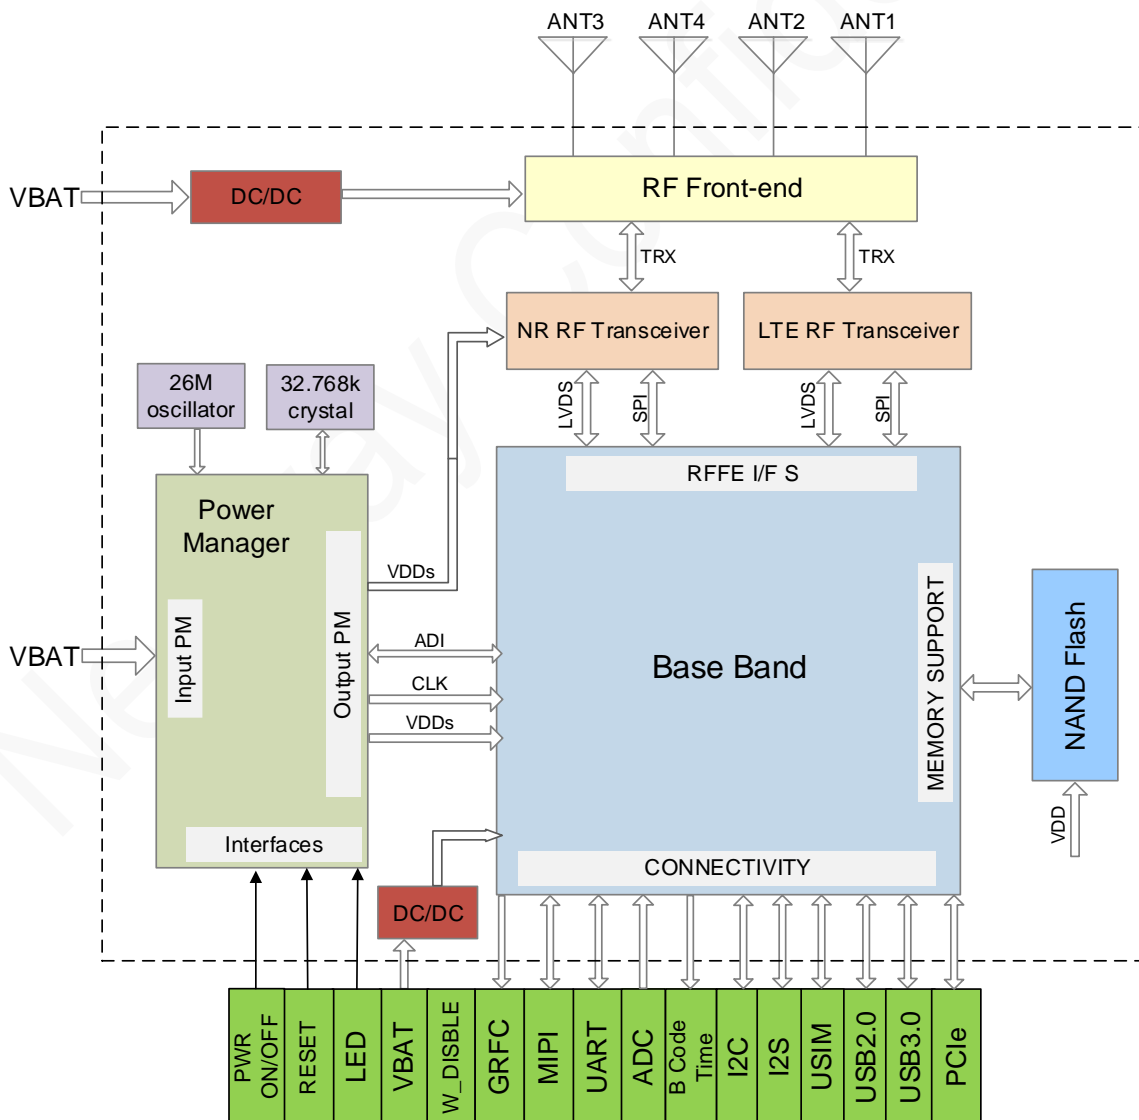 ANT3 ANT4 ANT2 ANT1
VBAT
DC/DC
RF Front-end
TRX
TRX
NR RF Transceiver
LTE RF Transceiver
26M
oscillator
32.768k
crystal
LVDS
SPI
LVDS
SPI
RFFE I/F S
Power
Manager
VDDs
Input PM
Output PM
VBAT
ADI
CLK
VDDs
Base Band
MEMORY SUPPORT
NAND Flash
VDD
Interfaces
CONNECTIVITY
DC/DC
PWR
ON/OFF
RESET
LED
VBAT
W_DISBLE
GRFC
MIPI
UART
ADC
B Code
Time
I2C
I2S
USIM
USB2.0
USB3.0
PCIe